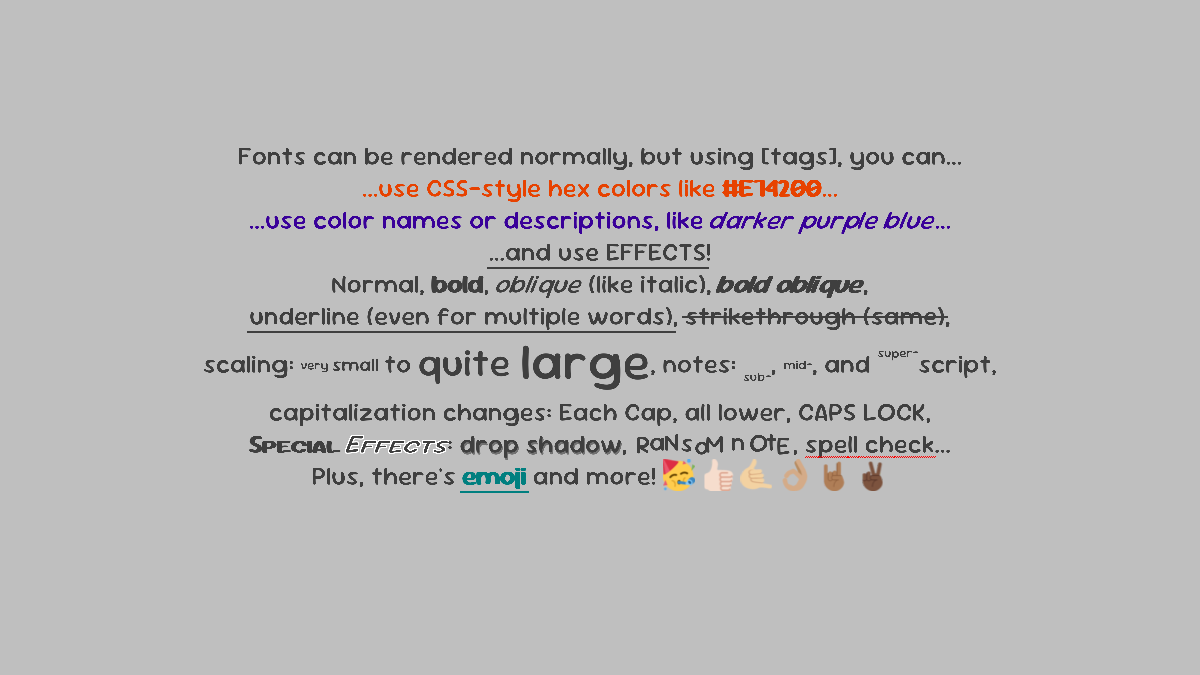 Fonts can be rendered normally, but using [tags], you can...
...use CSS-style hex colors like #E74200...
...use color names or descriptions, like darker purple blue...
...and use EFFECTS!
Normal, bold, oblique (like italic), bold oblique,
underline (even for multiple words), strikethrough (same),
scaling: very small to quite large, notes: sub-, mid-, and super-script,
capitalization changes: Each Cap, all lower, CAPS LOCK,
SPECIAL EFFECTS: drop shadow, RaNsoM nOtE, spell check...
Plus, there's emoji and more! 🥳👍🏻🤙🏼👌🏽🤘🏾✌🏿